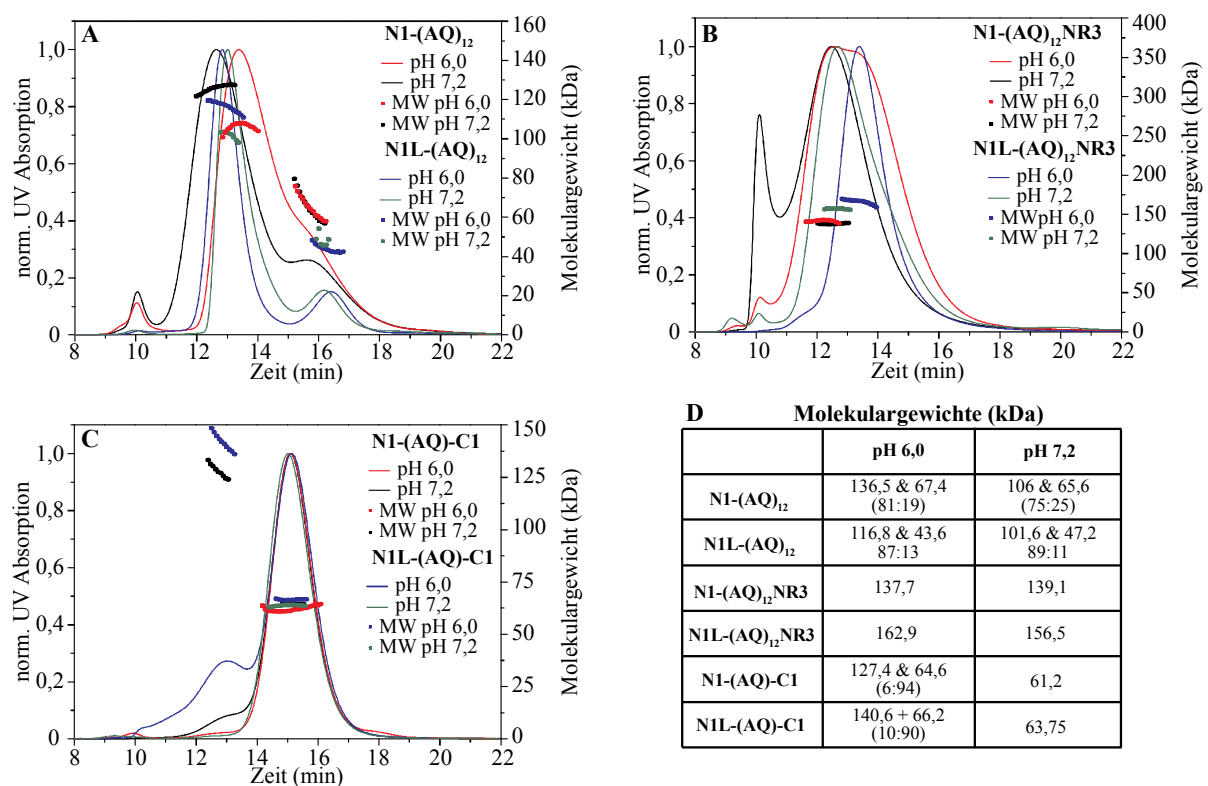 A
N1-(AQ)12
pH 6,0
pH 7,2
MW pH 6,0
MW pH 7,2
N1L-(AQ)12
pH 6,0
pH 7,2
MW pH 6,0
MW pH 7,2
norm. UV Absorption
1,0
0,8
0,6
0,4
0,2
0
Molekulargewicht (kDa)
160
140
120
100
80
60
40
20
0
8 10 12 14 16 18 20 22
Zeit (min)
B
N1-(AQ)12NR3
pH 6,0
pH 7,2
MW pH 6,0
MW pH 7,2
N1L-(AQ)12NR3
pH 6,0
pH 7,2
MWpH 6,0
MW pH 7,2
norm. UV Absorption
1,0
0,8
0,6
0,4
0,2
0
Molekulargewicht (kDa)
400
350
300
250
200
150
100
50
0
8 10 12 14 16 18 20 22
Zeit (min)
C
N1-(AQ)-C1
pH 6,0
pH 7,2
MW pH 6,0
MW pH 7,2
N1L-(AQ)-C1
pH 6,0
pH 7,2
MW pH 6,0
MW pH 7,2
norm. UV Absorption
1,0
0,8
0,6
0,4
0,2
0
Molekulargewicht (kDa)
150
125
100
75
50
25
0
8 10 12 14 16 18 20 22
Zeit (min)
D Molekulargewichte (kDa)
pH 6,0 pH 7,2
N1-(AQ)12 136,5 & 67,4 (81:19) 106 & 65,6 (75:25)
N1L-(AQ)12 116,8 & 43,6 87:13 101,6 & 47,2 89:11
N1-(AQ)12NR3 137,7 139,1
N1L-(AQ)12NR3 162,9 156,5
N1-(AQ)-C1 127,4 & 64,6 (6:94) 61,2
N1L-(AQ)-C1 140,6 + 66,2 (10:90) 63,75